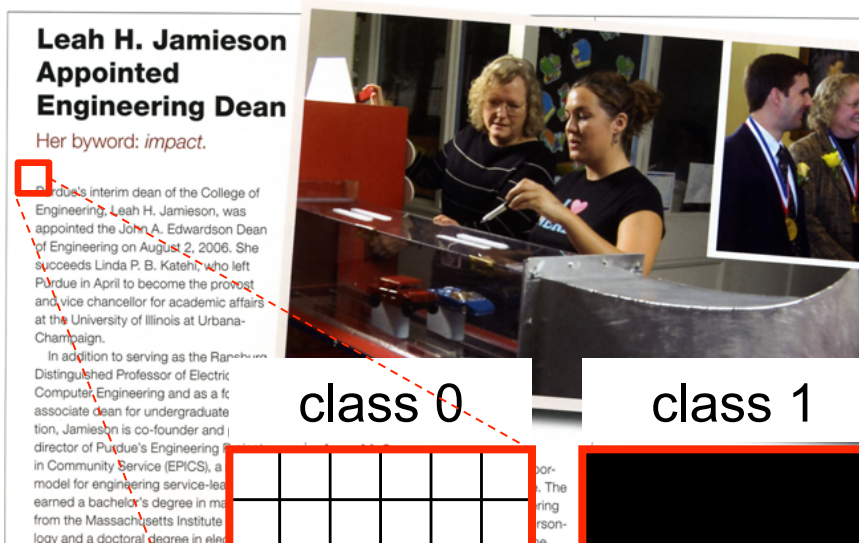 Leah H. Jamieson
Appointed
Engineering Dean
Her byword: impact.
Purdue's interim dean of the College of
Engineering, Leah H. Jamieson, was
appointed the John A. Edwardson Dean
of Engineering on August 2, 2006. She
succeeds Linda P. B. Katehi, who left
Purdue in April to become the provost
and vice chancellor for academic affairs
at the University of Illinois at Urbana-
Champaign.
In addition to serving as the Ransburg
Distinguished Professor of Electric
Computer Engineering and as a
associate dean for undergraduate
tion, Jamieson is co-founder and
director of Purdue's Engineering
in Community Service (EPICS), a
model for engineering service-lea
earned a bachelor's degree in ma
from the Massachusetts Institute
logy and a doctoral degree in elec
class 0
class 1
por-
. The
ring
erson-